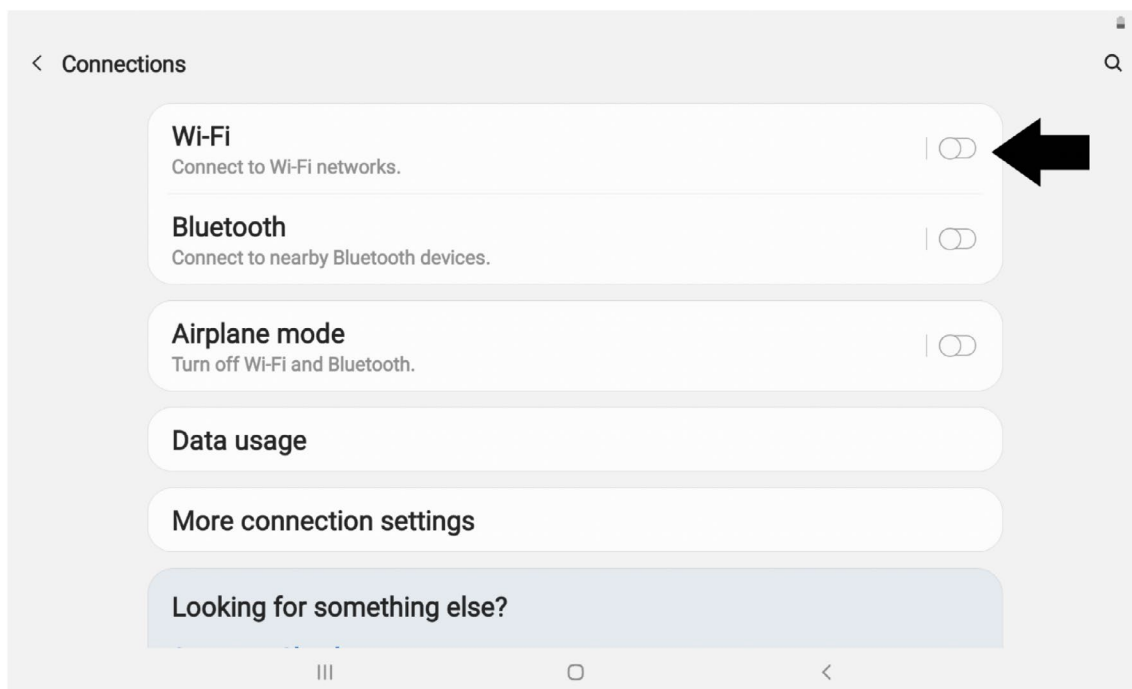 Connections
Wi-Fi
Connect to Wi-Fi networks.
Bluetooth
Connect to nearby Bluetooth devices.
Airplane mode
Turn off Wi-Fi and Bluetooth.
Data usage
More connection settings
Looking for something else?